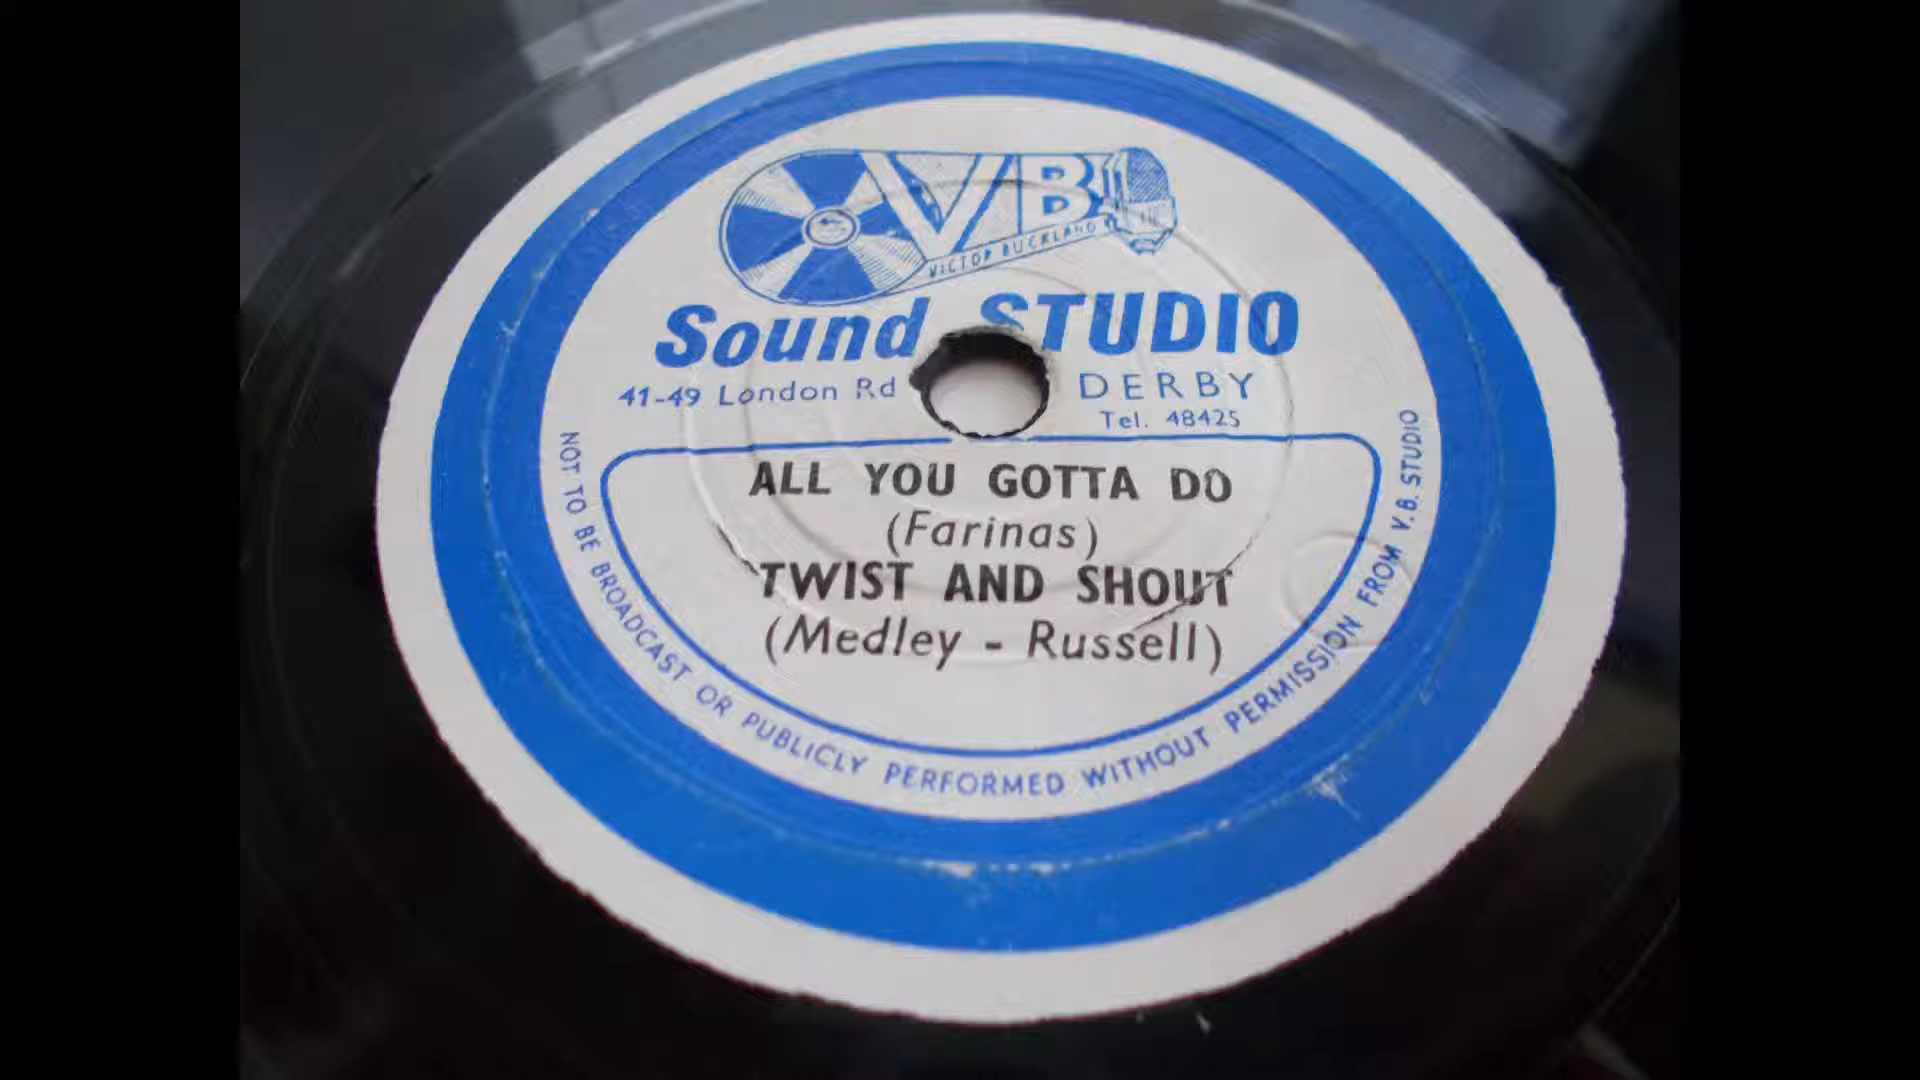 VB
VICTOR BUCKLAND
Sound STUDIO
41-49 London Rd DERBY
Tel. 48425
ALL YOU GOTTA DO
(Farinas)
TWIST AND SHOUT
(Medley - Russell)
NOT TO BE BROADCAST OR PUBLICLY PERFORMED WITHOUT PERMISSION FROM V.B. STUDIO